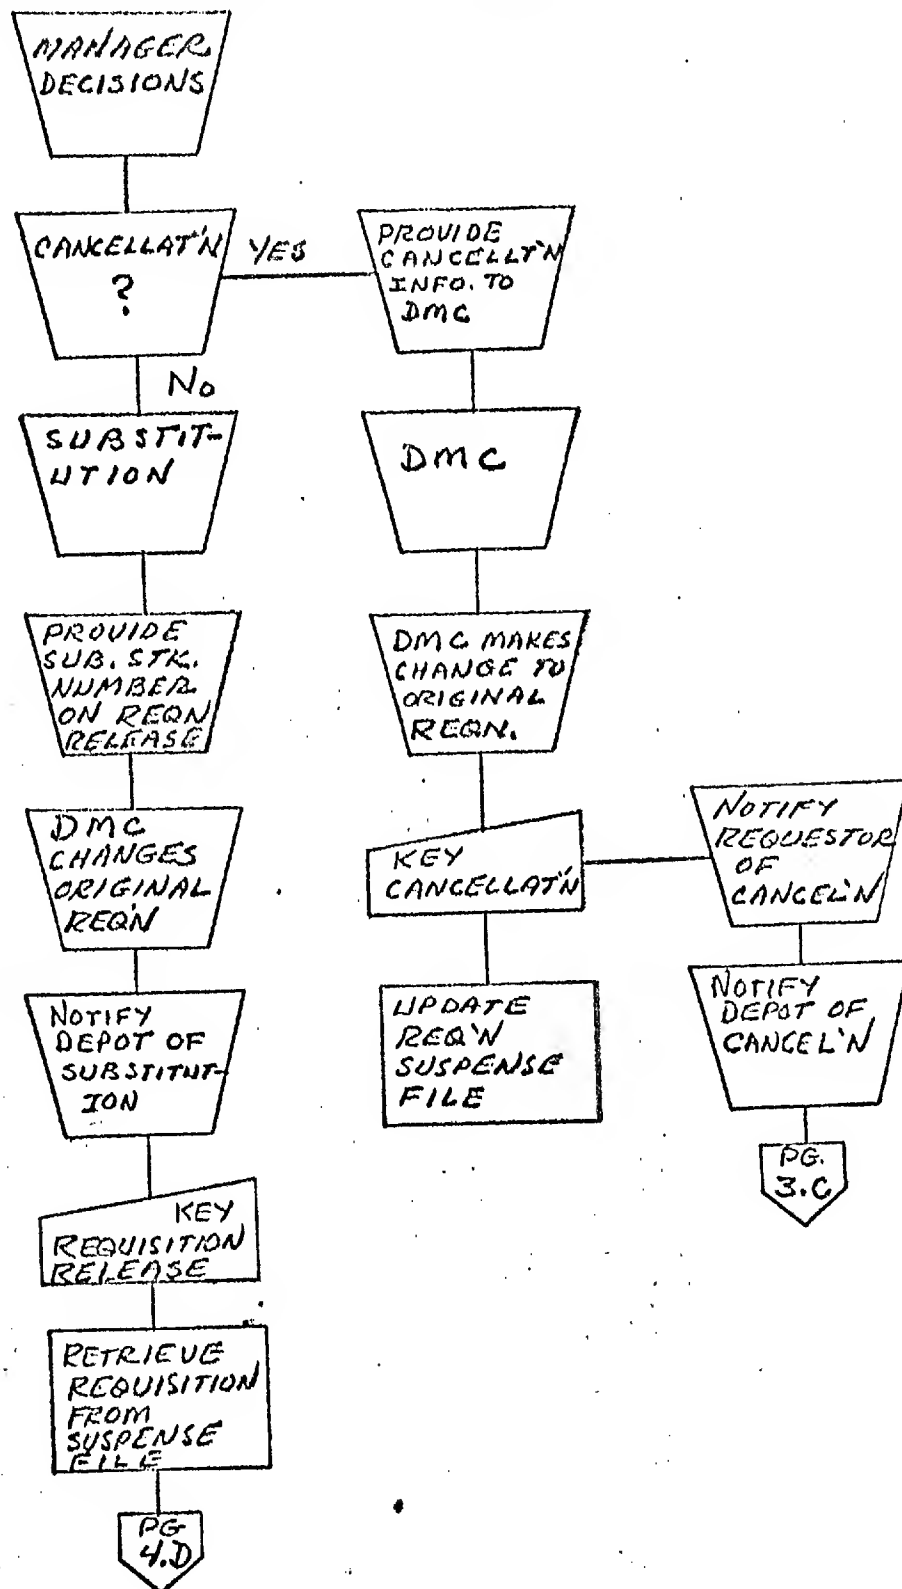 MANAGER
DECISIONS
CANCELLAT'N
?
YES
PROVIDE
CANCELLT'N
INFO. TO
DMC
No
SUBSTIT-
UTION
DMC
PROVIDE
SUB. STK.
NUMBER
ON REQN
RELEASE
DMC MAKES
CHANGE TO
ORIGINAL
REQN.
DMC
CHANGES
ORIGINAL
REQ'N
KEY
CANCELLAT'N
NOTIFY
REQUESTOR
OF
CANCEL'N
NOTIFY
DEPOT OF
SUBSTITUT-
ION
UPDATE
REQ'N
SUSPENSE
FILE
NOTIFY
DEPOT OF
CANCEL'N
PG.
3.C
KEY
REQUISITION
RELEASE
RETRIEVE
REQUISITION
FROM
SUSPENSE
FILE
PG
4.D